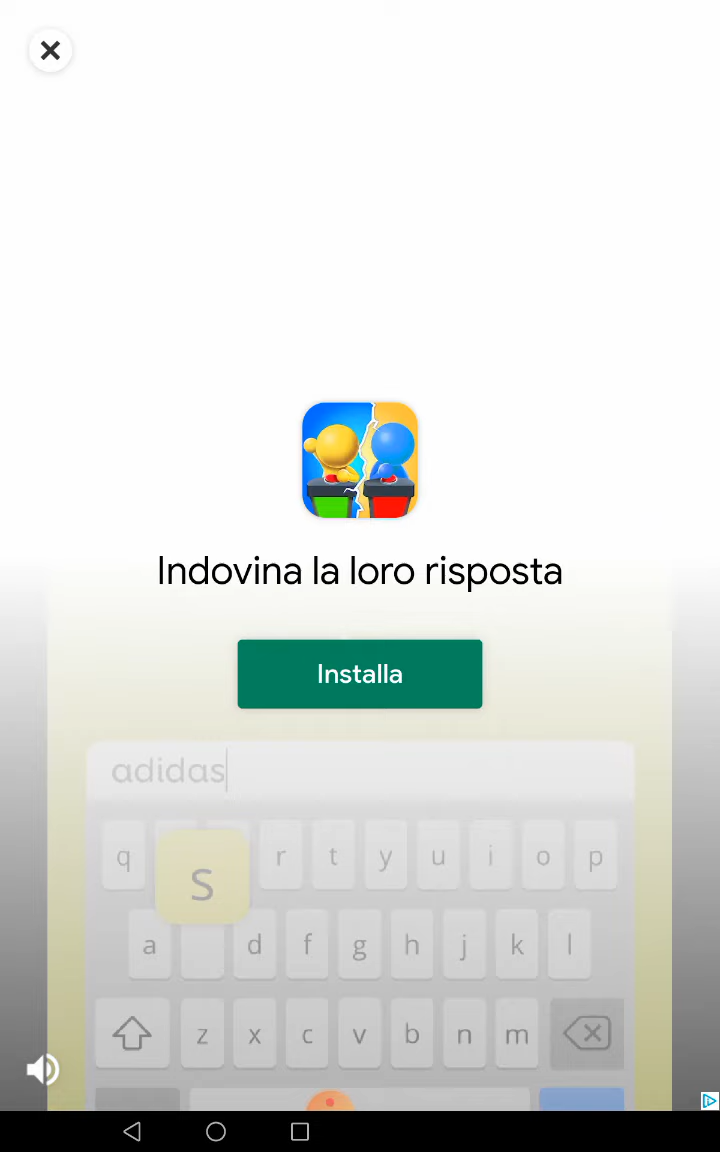 Indovina la loro risposta
Installa
adidas
q r t y u i o p
s
a d f g h j k l
z x c v b n m